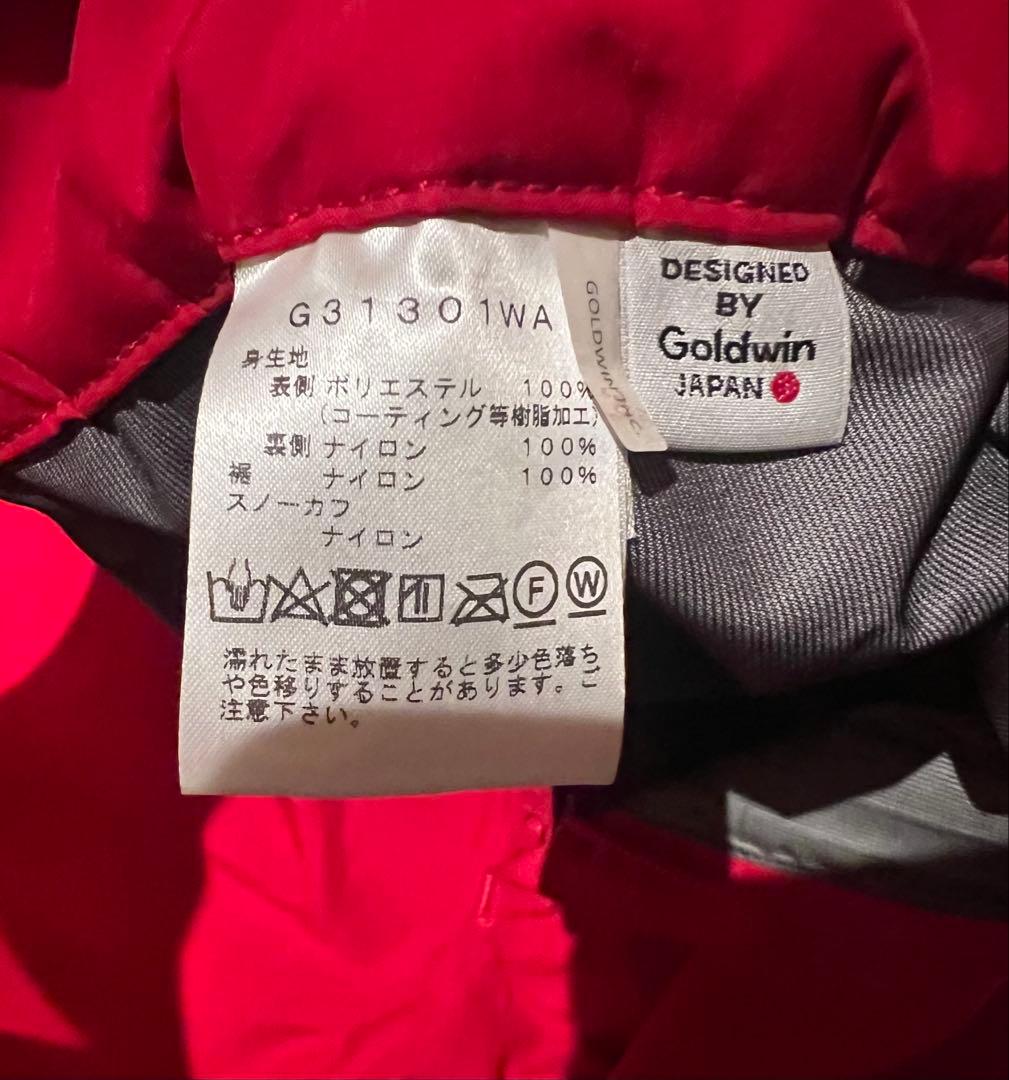 G31301WA
身生地
表側 ポリエステル 100%
(コーティング等樹脂加工)
裏側 ナイロン 100%
裾 ナイロン 100%
スノーカフ
ナイロン
F W
濡れたまま放置すると多少色落ち
や色移りすることがあります。ご
注意下さい。
GOLDWIN INC.
DESIGNED
BY
Goldwin
JAPAN